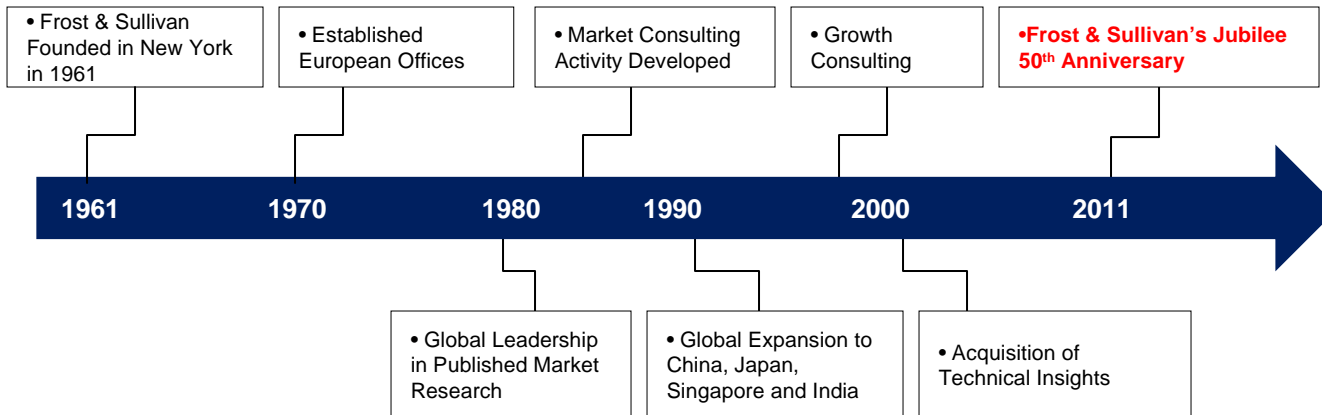 • Frost & Sullivan
Founded in New York
in 1961
• Established
European Offices
• Market Consulting
Activity Developed
• Growth
Consulting
•Frost & Sullivan’s Jubilee
50th Anniversary
1961 1970 1980 1990 2000 2011
• Global Leadership
in Published Market
Research
• Global Expansion to
China, Japan,
Singapore and India
• Acquisition of
Technical Insights